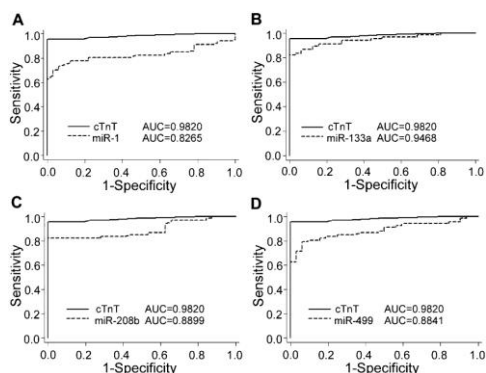 A
1.0
0.8
0.6
0.4
0.2
0.0
Sensitivity
cTnT AUC=0.9820
miR-1 AUC=0.8265
0.0 0.2 0.4 0.6 0.8 1.0
1-Specificity
B
1.0
0.8
0.6
0.4
0.2
0.0
Sensitivity
cTnT AUC=0.9820
miR-133a AUC=0.9468
0.0 0.2 0.4 0.6 0.8 1.0
1-Specificity
C
1.0
0.8
0.6
0.4
0.2
0.0
Sensitivity
cTnT AUC=0.9820
miR-208b AUC=0.8899
0.0 0.2 0.4 0.6 0.8 1.0
1-Specificity
D
1.0
0.8
0.6
0.4
0.2
0.0
Sensitivity
cTnT AUC=0.9820
miR-499 AUC=0.8841
0.0 0.2 0.4 0.6 0.8 1.0
1-Specificity